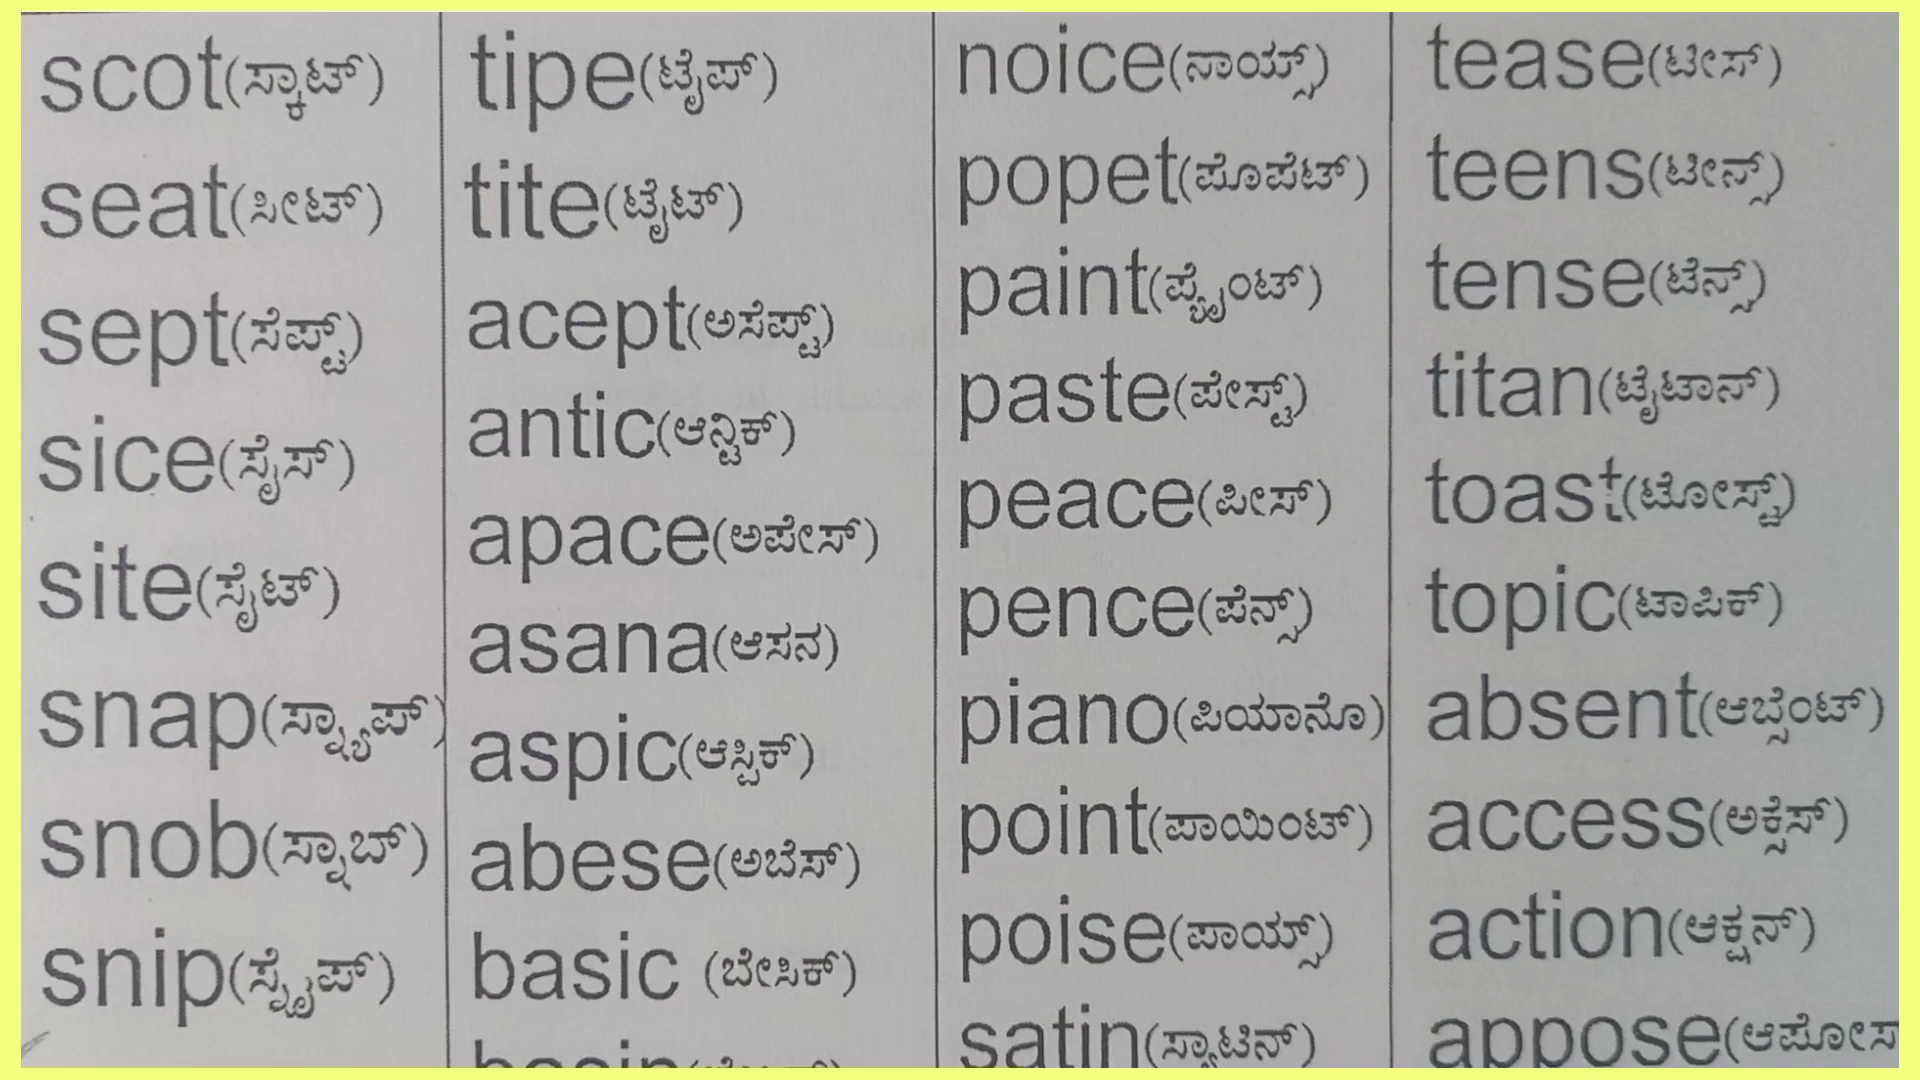 scot(ಸ್ಕಾಟ್)
seat(ಸೀಟ್)
sept(ಸೆಪ್ಟ್)
sice(ಸೈಸ್)
site(ಸೈಟ್)
snap(ಸ್ನ್ಯಾಪ್)
snob(ಸ್ನಾಬ್)
snip(ಸ್ನೈಪ್)
tipe(ಟೈಪ್)
tite(ಟೈಟ್)
acept(ಅಸೆಪ್ಟ್)
antic(ಆನ್ಟಿಕ್)
apace(ಅಪೇಸ್)
asana(ಆಸನ)
aspic(ಆಸ್ಪಿಕ್)
abese(ಅಬೆಸ್)
basic (ಬೇಸಿಕ್)
noice(ನಾಯ್ಸ್)
popet(ಪೊಪೆಟ್)
paint(ಪ್ಯೈಂಟ್)
paste(ಪೇಸ್ಟ್)
peace(ಪೀಸ್)
pence(ಪೆನ್ಸ್)
piano(ಪಿಯಾನೊ)
point(ಪಾಯಿಂಟ್)
poise(ಪಾಯ್ಸ್)
satin(ಸ್ಯಾಟಿನ್)
tease(ಟೀಸ್)
teens(ಟೀನ್ಸ್)
tense(ಟೆನ್ಸ್)
titan(ಟೈಟಾನ್)
toast(ಟೋಸ್ಟ್)
topic(ಟಾಪಿಕ್)
absent(ಆಬ್ಸೆಂಟ್)
access(ಅಕ್ಸೆಸ್)
action(ಆಕ್ಷನ್)
appose(ಆಪೋಸ